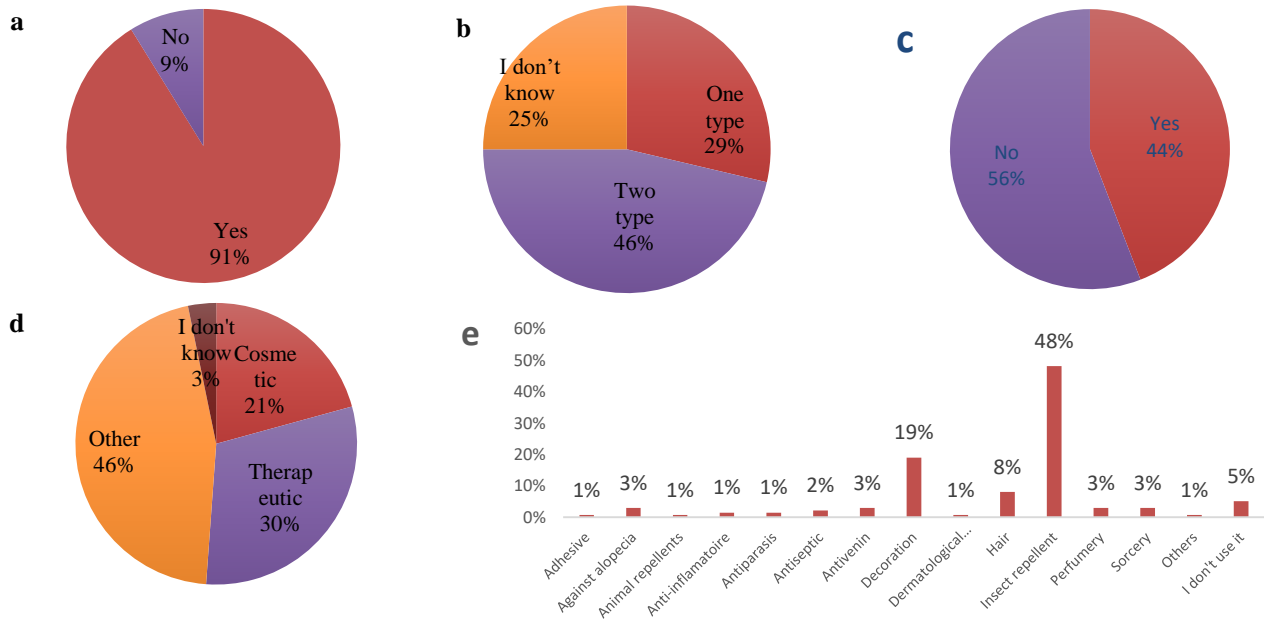 a
No
9%
Yes
91%
b
I don’t
know
25%
One
type
29%
Two
type
46%
c
No
56%
Yes
44%
d
I don't
know
3%
Cosme
tic
21%
Other
46%
Therap
eutic
30%
e
60%
50%
40%
30%
20%
10%
0%
1%
3%
1%
1%
1%
2%
3%
19%
1%
8%
48%
3%
3%
1%
5%
Adhesive
Against alopecia
Animal repellents
Anti-inflamatoire
Antiparasis
Antiseptic
Antivenin
Decoration
Dermatological...
Hair
Insect repellent
Perfumery
Sorcery
Others
I don't use it